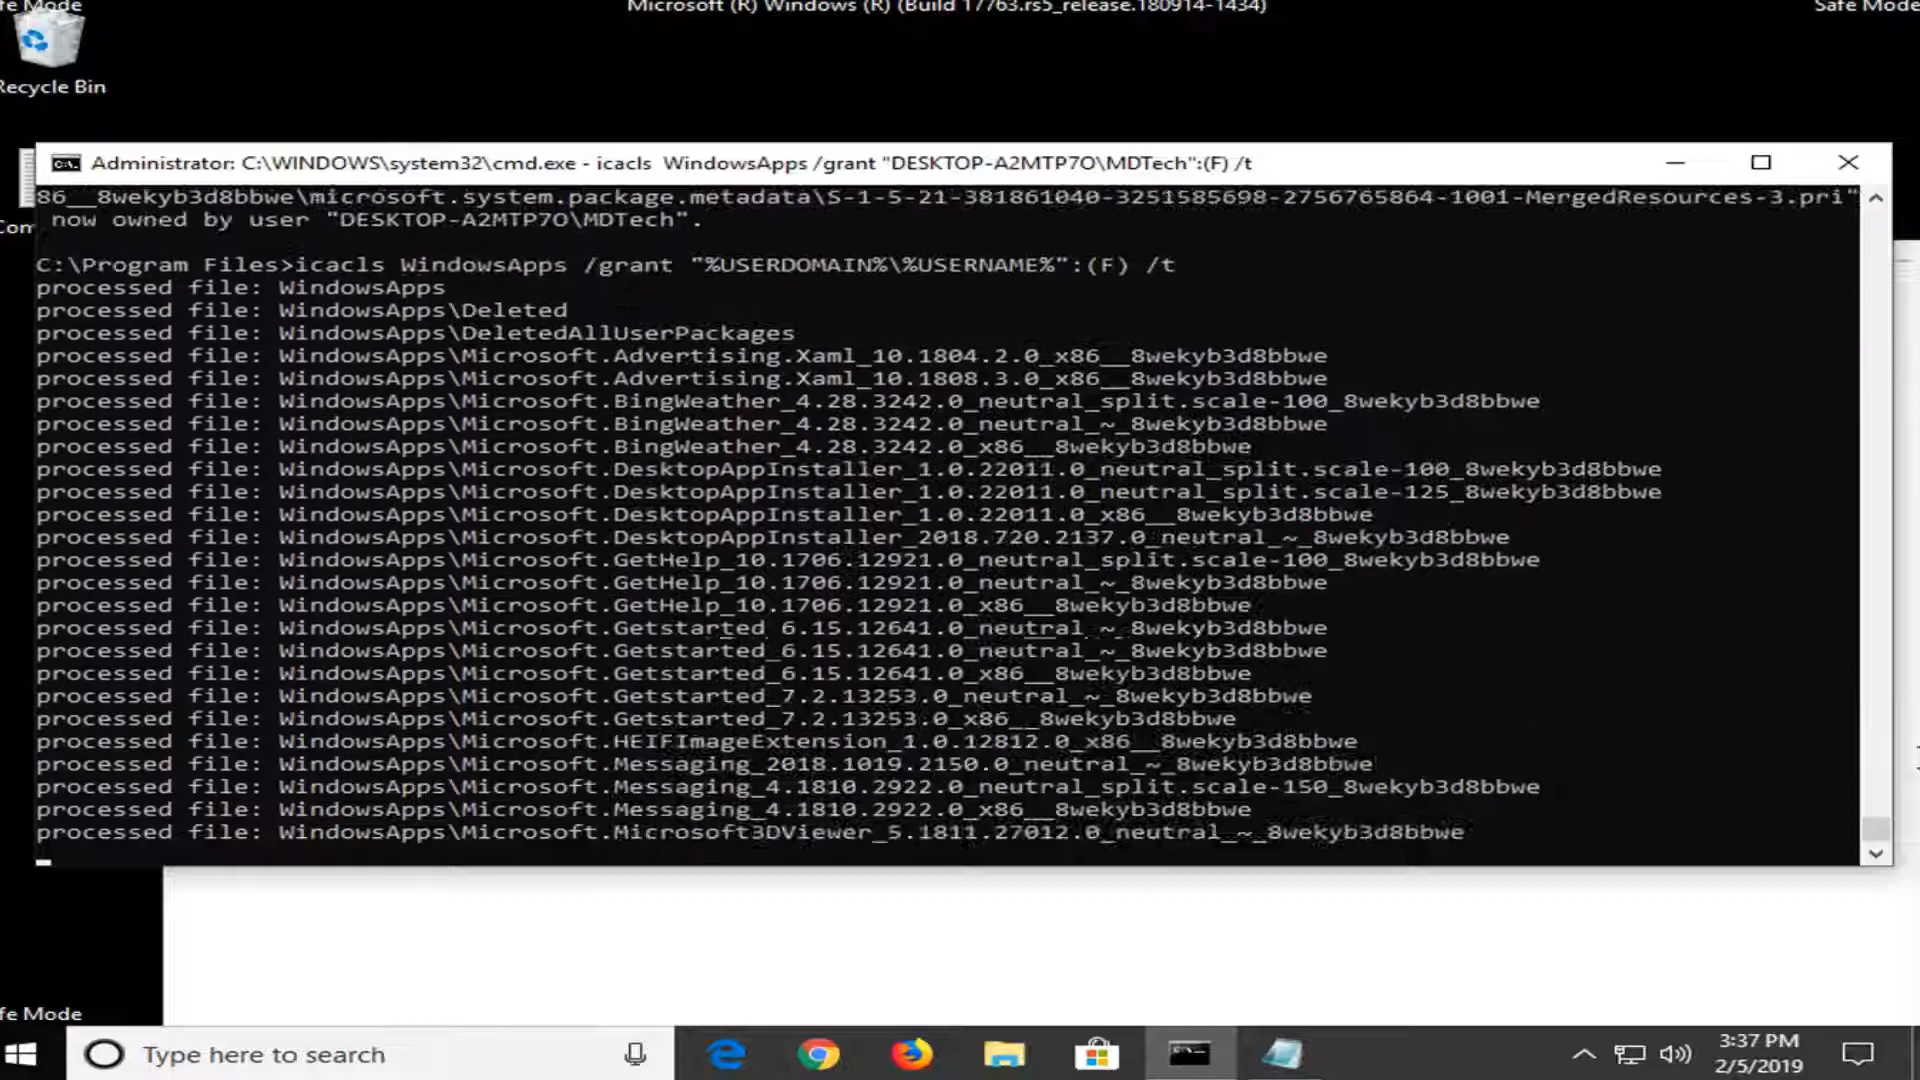 fe Mode
Microsoft (R) Windows (R) (Build 17763.rs5_release.180914-1434)
Safe Mode
Recycle Bin
Com
Administrator: C:\WINDOWS\system32\cmd.exe - icacls  WindowsApps /grant "DESKTOP-A2MTP7O\MDTech":(F) /t
86__8wekyb3d8bbwe\microsoft.system.package.metadata\S-1-5-21-381861040-3251585698-2756765864-1001-MergedResources-3.pri"
now owned by user "DESKTOP-A2MTP7O\MDTech".
C:\Program Files>icacls WindowsApps /grant "%USERDOMAIN%\%USERNAME%":(F) /t
processed file: WindowsApps
processed file: WindowsApps\Deleted
processed file: WindowsApps\DeletedAllUserPackages
processed file: WindowsApps\Microsoft.Advertising.Xaml_10.1804.2.0_x86__8wekyb3d8bbwe
processed file: WindowsApps\Microsoft.Advertising.Xaml_10.1808.3.0_x86__8wekyb3d8bbwe
processed file: WindowsApps\Microsoft.BingWeather_4.28.3242.0_neutral_split.scale-100_8wekyb3d8bbwe
processed file: WindowsApps\Microsoft.BingWeather_4.28.3242.0_neutral_~_8wekyb3d8bbwe
processed file: WindowsApps\Microsoft.BingWeather_4.28.3242.0_x86__8wekyb3d8bbwe
processed file: WindowsApps\Microsoft.DesktopAppInstaller_1.0.22011.0_neutral_split.scale-100_8wekyb3d8bbwe
processed file: WindowsApps\Microsoft.DesktopAppInstaller_1.0.22011.0_neutral_split.scale-125_8wekyb3d8bbwe
processed file: WindowsApps\Microsoft.DesktopAppInstaller_1.0.22011.0_x86__8wekyb3d8bbwe
processed file: WindowsApps\Microsoft.DesktopAppInstaller_2018.720.2137.0_neutral_~_8wekyb3d8bbwe
processed file: WindowsApps\Microsoft.GetHelp_10.1706.12921.0_neutral_split.scale-100_8wekyb3d8bbwe
processed file: WindowsApps\Microsoft.GetHelp_10.1706.12921.0_neutral_~_8wekyb3d8bbwe
processed file: WindowsApps\Microsoft.GetHelp_10.1706.12921.0_x86__8wekyb3d8bbwe
processed file: WindowsApps\Microsoft.Getstarted_6.15.12641.0_neutral_~_8wekyb3d8bbwe
processed file: WindowsApps\Microsoft.Getstarted_6.15.12641.0_neutral_~_8wekyb3d8bbwe
processed file: WindowsApps\Microsoft.Getstarted_6.15.12641.0_x86__8wekyb3d8bbwe
processed file: WindowsApps\Microsoft.Getstarted_7.2.13253.0_neutral_~_8wekyb3d8bbwe
processed file: WindowsApps\Microsoft.Getstarted_7.2.13253.0_x86__8wekyb3d8bbwe
processed file: WindowsApps\Microsoft.HEIFImageExtension_1.0.12812.0_x86__8wekyb3d8bbwe
processed file: WindowsApps\Microsoft.Messaging_2018.1019.2150.0_neutral_~_8wekyb3d8bbwe
processed file: WindowsApps\Microsoft.Messaging_4.1810.2922.0_neutral_split.scale-150_8wekyb3d8bbwe
processed file: WindowsApps\Microsoft.Messaging_4.1810.2922.0_x86__8wekyb3d8bbwe
processed file: WindowsApps\Microsoft.Microsoft3DViewer_5.1811.27012.0_neutral_~_8wekyb3d8bbwe
fe Mode
Type here to search
3:37 PM
2/5/2019